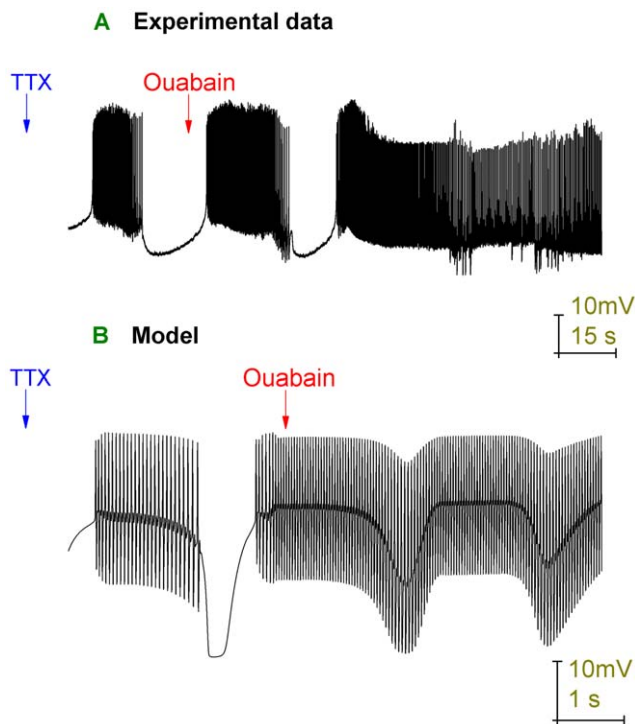 A Experimental data
TTX
Ouabain
10mV
15 s
B Model
TTX
Ouabain
10mV
1 s